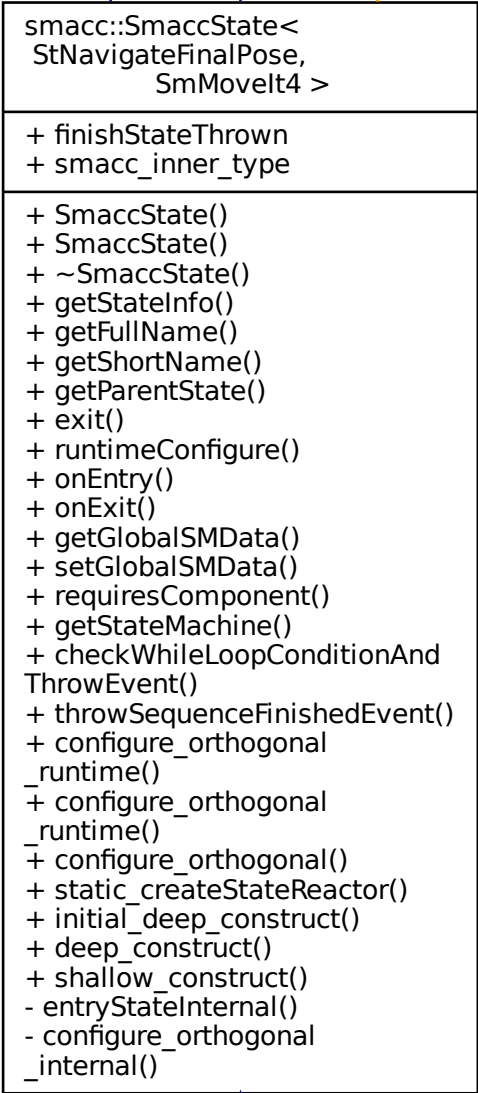 smacc::SmaccState<
StNavigateFinalPose,
SmMoveIt4 >
+ finishStateThrown
+ smacc_inner_type
+ SmaccState()
+ SmaccState()
+ ~SmaccState()
+ getStateInfo()
+ getFullName()
+ getShortName()
+ getParentState()
+ exit()
+ runtimeConfigure()
+ onEntry()
+ onExit()
+ getGlobalSMData()
+ setGlobalSMData()
+ requiresComponent()
+ getStateMachine()
+ checkWhileLoopConditionAnd
ThrowEvent()
+ throwSequenceFinishedEvent()
+ configure_orthogonal
_runtime()
+ configure_orthogonal
_runtime()
+ configure_orthogonal()
+ static_createStateReactor()
+ initial_deep_construct()
+ deep_construct()
+ shallow_construct()
- entryStateInternal()
- configure_orthogonal
_internal()